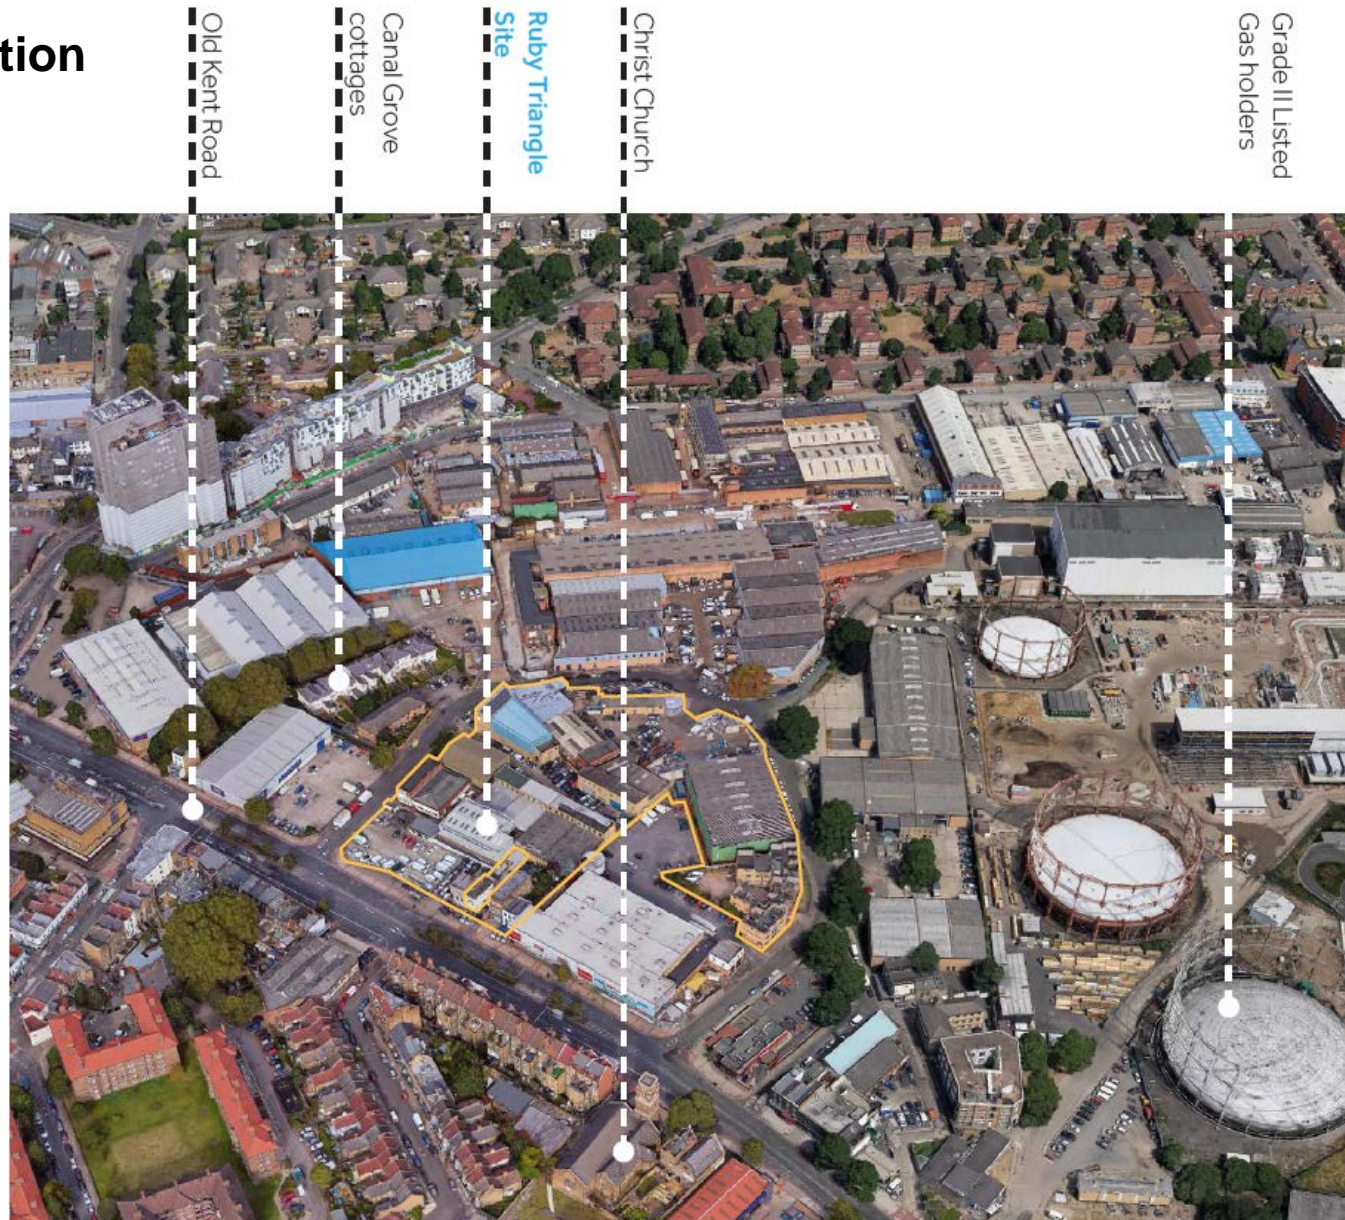 tion
Old Kent Road
Canal Grove
cottages
Ruby Triangle
Site
Christ Church
Grade II Listed
Gas holders